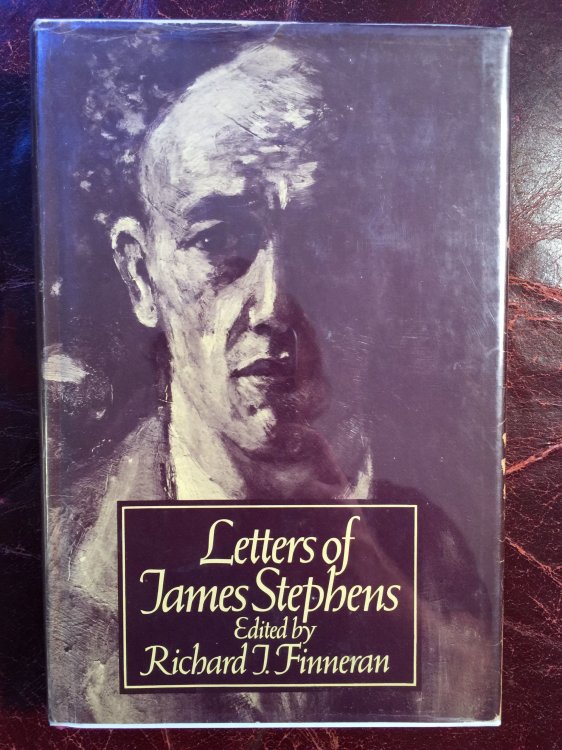 Letters of
James Stephens
Edited by
Richard J. Finneran